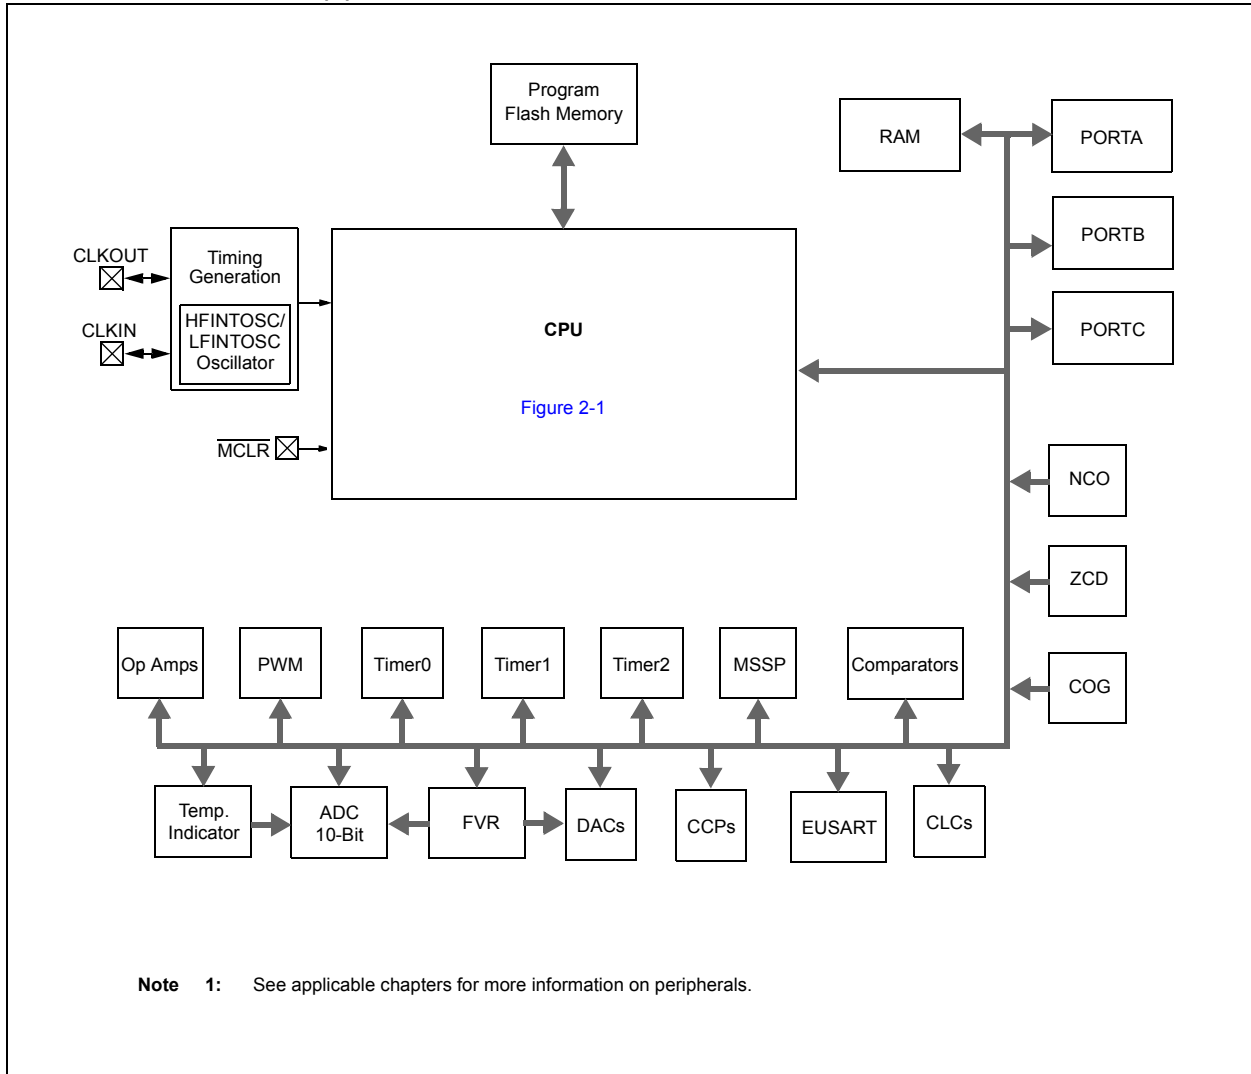 Program
Flash Memory
RAM
PORTA
CLKOUT
Timing
Generation
PORTB
CLKIN
HFINTOSC/
LFINTOSC
Oscillator
CPU
PORTC
Figure 2-1
MCLR
NCO
ZCD
Op Amps
PWM
Timer0
Timer1
Timer2
MSSP
Comparators
COG
Temp.
Indicator
ADC
10-Bit
FVR
DACs
CCPs
EUSART
CLCs
Note 1: See applicable chapters for more information on peripherals.